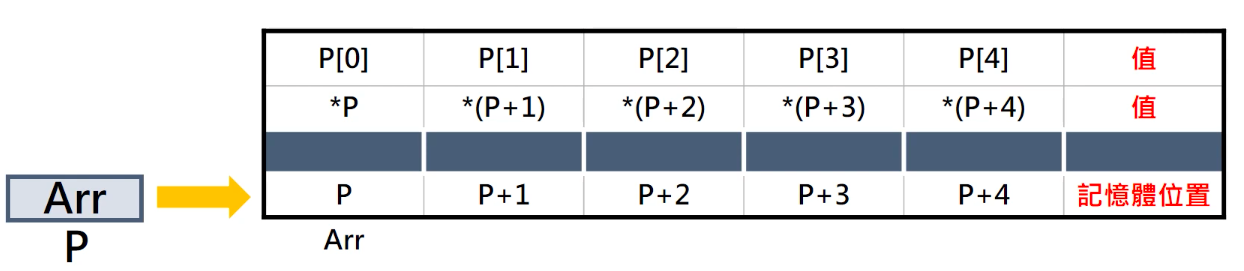 P[0] P[1] P[2] P[3] P[4] 值
*P *(P+1) *(P+2) *(P+3) *(P+4) 值
Arr
P P+1 P+2 P+3 P+4 記憶體位置
P
Arr